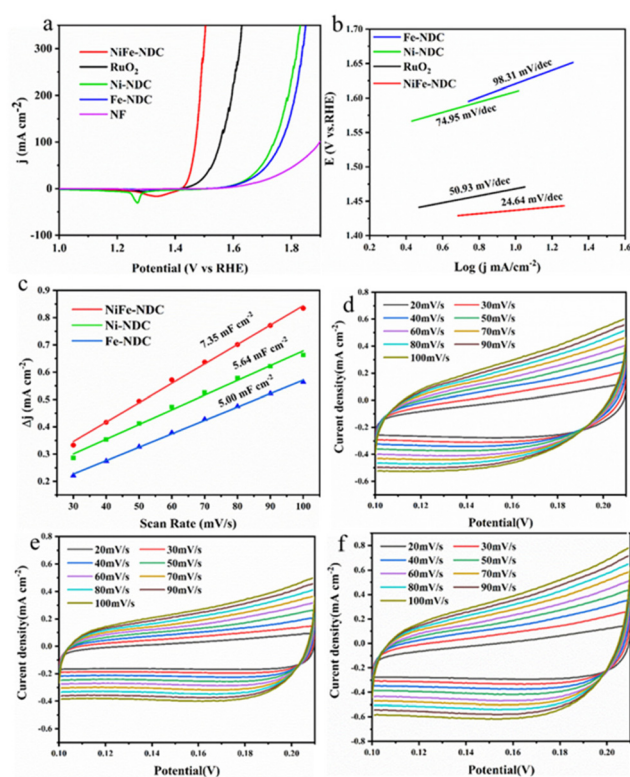 a
NiFe-NDC
RuO2
Ni-NDC
Fe-NDC
NF
300
200
100
0
-100
j (mA cm-2)
1.0 1.2 1.4 1.6 1.8
Potential (V vs RHE)
b
Fe-NDC
Ni-NDC
RuO2
NiFe-NDC
98.31 mV/dec
74.95 mV/dec
50.93 mV/dec
24.64 mV/dec
1.70
1.65
1.60
1.55
1.50
1.45
1.40
E (V vs.RHE)
0.2 0.4 0.6 0.8 1.0 1.2 1.4 1.6
Log (j mA/cm-2)
c
NiFe-NDC
Ni-NDC
Fe-NDC
7.35 mF cm-2
5.64 mF cm-2
5.00 mF cm-2
0.9
0.8
0.7
0.6
0.5
0.4
0.3
0.2
Δj (mA cm-2)
30 40 50 60 70 80 90 100
Scan Rate (mV/s)
d
20mV/s 30mV/s
40mV/s 50mV/s
60mV/s 70mV/s
80mV/s 90mV/s
100mV/s
0.8
0.6
0.4
0.2
0.0
-0.2
-0.4
-0.6
Curent density(mA cm-2)
0.10 0.12 0.14 0.16 0.18 0.20
Potential(V)
e
20mV/s 30mV/s
40mV/s 50mV/s
60mV/s 70mV/s
80mV/s 90mV/s
100mV/s
0.8
0.6
0.4
0.2
0.0
-0.2
-0.4
-0.6
Curent density(mA cm-2)
0.10 0.12 0.14 0.16 0.18 0.20
Potential(V)
f
20mV/s 30mV/s
40mV/s 50mV/s
60mV/s 70mV/s
80mV/s 90mV/s
100mV/s
0.8
0.6
0.4
0.2
0.0
-0.2
-0.4
-0.6
-0.8
Curent density(mA cm-2)
0.10 0.12 0.14 0.16 0.18 0.20
Potential(V)